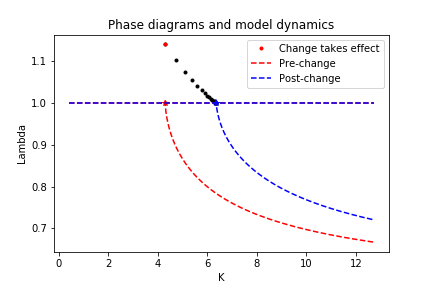 Phase diagrams and model dynamics
Change takes effect
Pre-change
Post-change
Lambda
1.1
1.0
0.9
0.8
0.7
0 2 4 6 8 10 12
K